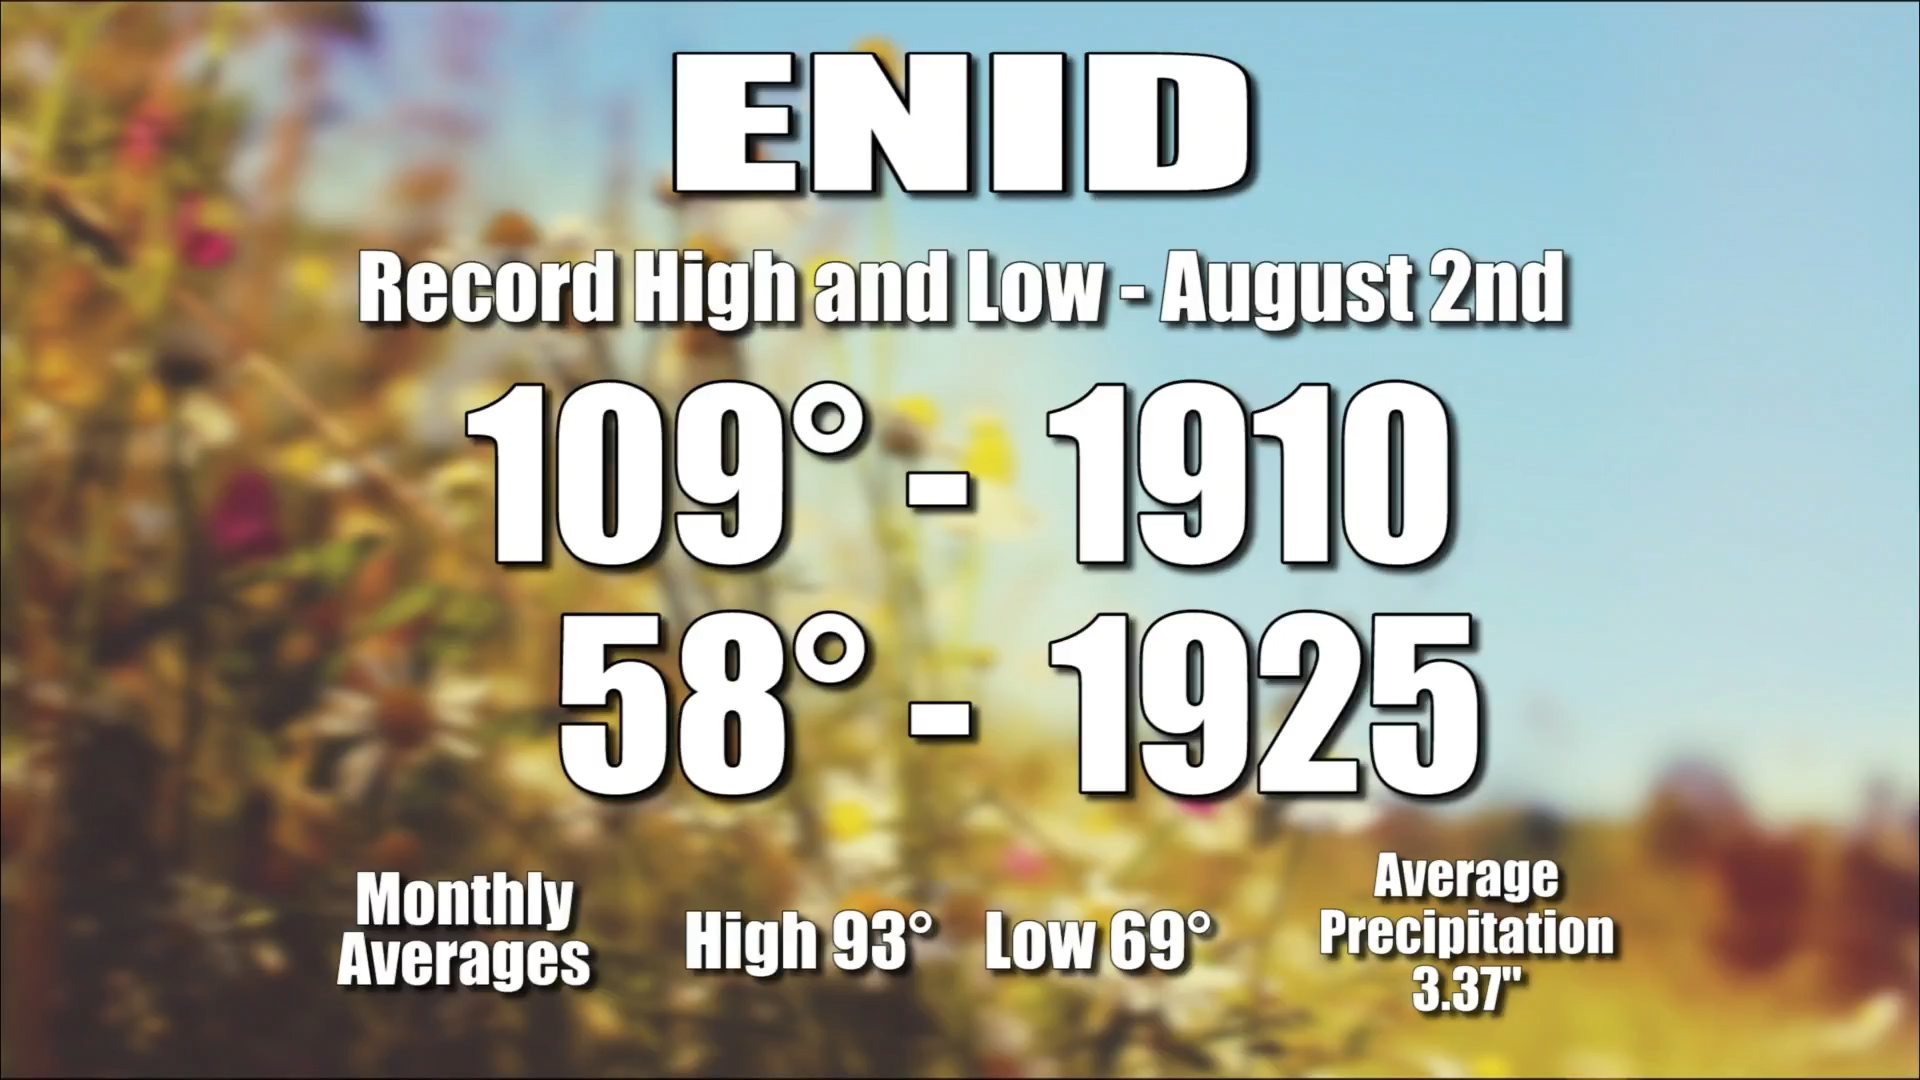 ENID
Record High and Low - August 2nd
109° - 1910
58° - 1925
Monthly
Averages
High 93° Low 69°
Average
Precipitation
3.37"